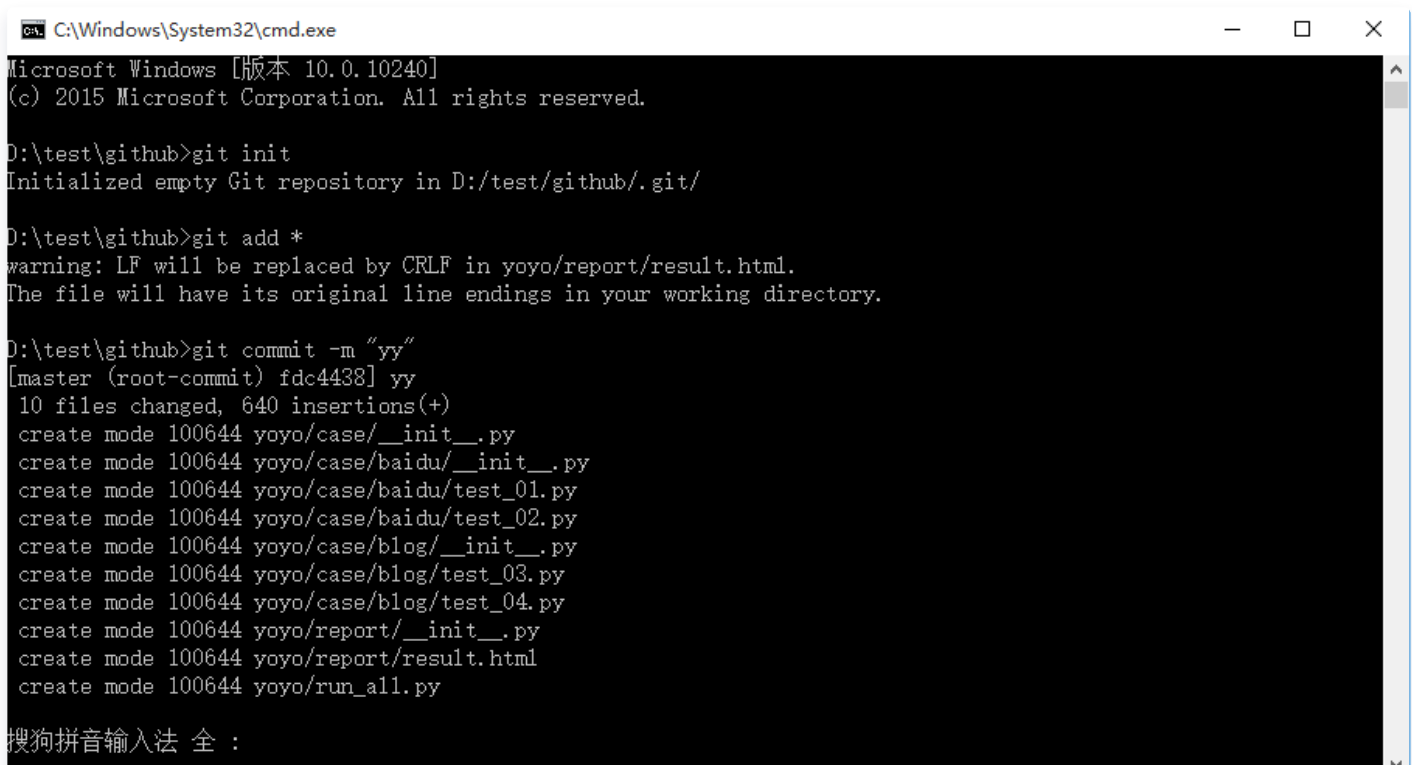 C:\Windows\System32\cmd.exe
Microsoft Windows [版本 10.0.10240]
(c) 2015 Microsoft Corporation. All rights reserved.
D:\test\github>git init
Initialized empty Git repository in D:/test/github/.git/
D:\test\github>git add *
warning: LF will be replaced by CRLF in yoyo/report/result.html.
The file will have its original line endings in your working directory.
D:\test\github>git commit -m "yy"
[master (root-commit) fdc4438] yy
 10 files changed, 640 insertions(+)
 create mode 100644 yoyo/case/__init__.py
 create mode 100644 yoyo/case/baidu/__init__.py
 create mode 100644 yoyo/case/baidu/test_01.py
 create mode 100644 yoyo/case/baidu/test_02.py
 create mode 100644 yoyo/case/blog/__init__.py
 create mode 100644 yoyo/case/blog/test_03.py
 create mode 100644 yoyo/case/blog/test_04.py
 create mode 100644 yoyo/report/__init__.py
 create mode 100644 yoyo/report/result.html
 create mode 100644 yoyo/run_all.py
搜狗拼音输入法 全 :